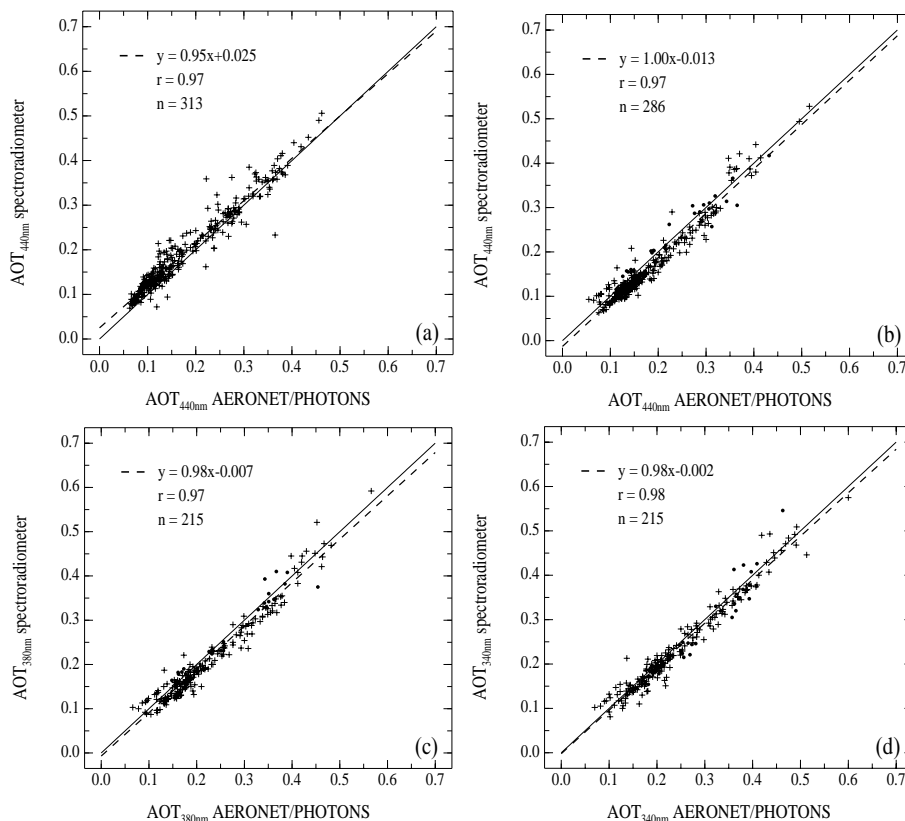 y = 0.95x+0.025
r = 0.97
n = 313
0.7
0.6
0.5
0.4
0.3
0.2
0.1
0.0
AOT440nm spectroradiometer
(a)
0.0 0.1 0.2 0.3 0.4 0.5 0.6 0.7
AOT440nm AERONET/PHOTONS
y = 1.00x-0.013
r = 0.97
n = 286
0.7
0.6
0.5
0.4
0.3
0.2
0.1
0.0
AOT440nm spectroradiometer
(b)
0.0 0.1 0.2 0.3 0.4 0.5 0.6 0.7
AOT440nm AERONET/PHOTONS
y = 0.98x-0.007
r = 0.97
n = 215
0.7
0.6
0.5
0.4
0.3
0.2
0.1
0.0
AOT380nm spectroradiometer
(c)
0.0 0.1 0.2 0.3 0.4 0.5 0.6 0.7
AOT380nm AERONET/PHOTONS
y = 0.98x-0.002
r = 0.98
n = 215
0.7
0.6
0.5
0.4
0.3
0.2
0.1
0.0
AOT340nm spectroradiometer
(d)
0.0 0.1 0.2 0.3 0.4 0.5 0.6 0.7
AOT340nm AERONET/PHOTONS